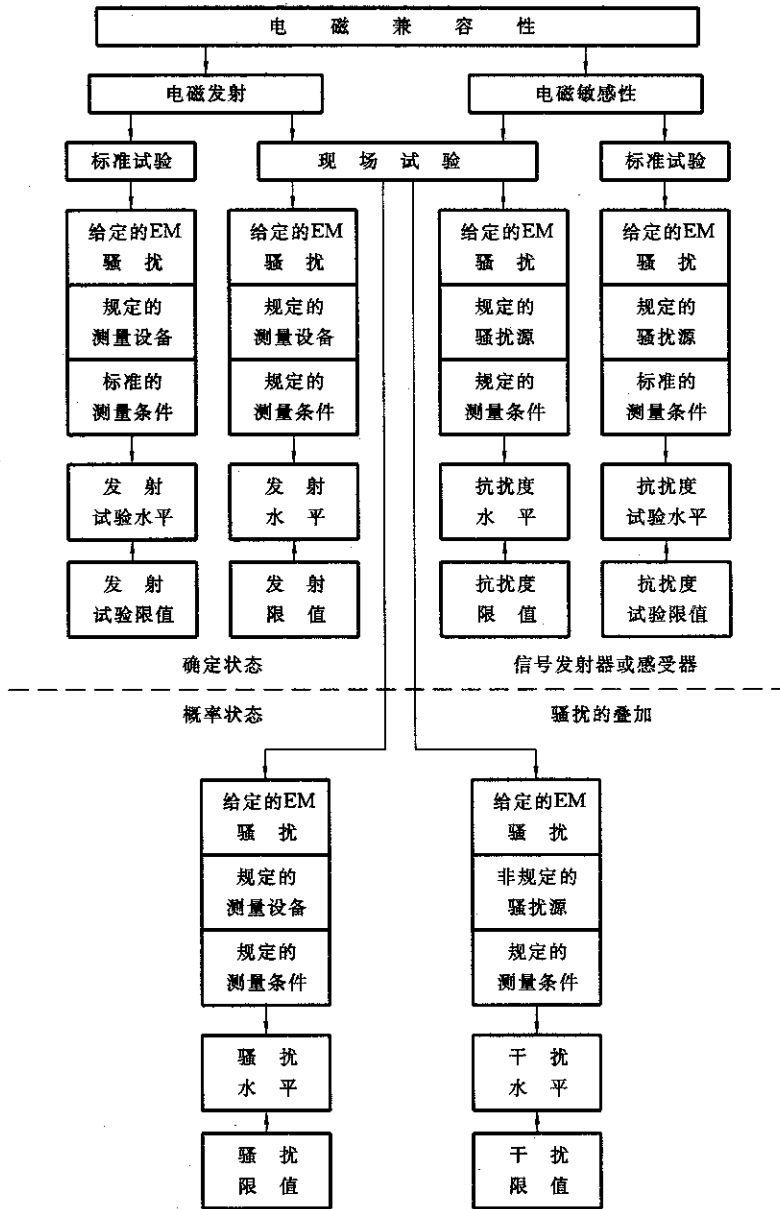 电磁兼容性
电磁发射
电磁敏感性
标准试验
现场试验
标准试验
给定的EM
骚扰
规定的
测量设备
标准的
测量条件
发射
试验水平
发射
试验限值
给定的EM
骚扰
规定的
测量设备
规定的
测量条件
发射
水平
发射
限值
给定的EM
骚扰
规定的
骚扰源
规定的
测量条件
抗扰度
水平
抗扰度
限值
给定的EM
骚扰
规定的
骚扰源
标准的
测量条件
抗扰度
试验水平
抗扰度
试验限值
确定状态
信号发射器或感受器
概率状态
骚扰的叠加
给定的EM
骚扰
规定的
测量设备
规定的
测量条件
骚扰
水平
骚扰
限值
给定的EM
骚扰
非规定的
骚扰源
规定的
测量条件
干扰
水平
干扰
限值